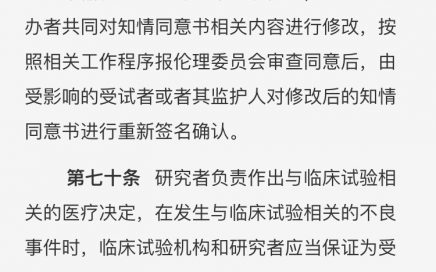 办者共同对知情同意书相关内容进行修改，按
照相关工作程序报伦理委员会审查同意后，由
受影响的受试者或者其监护人对修改后的知情
同意书进行重新签名确认。
第七十条 研究者负责作出与临床试验相
关的医疗决定，在发生与临床试验相关的不良
事件时，临床试验机构和研究者应当保证为受